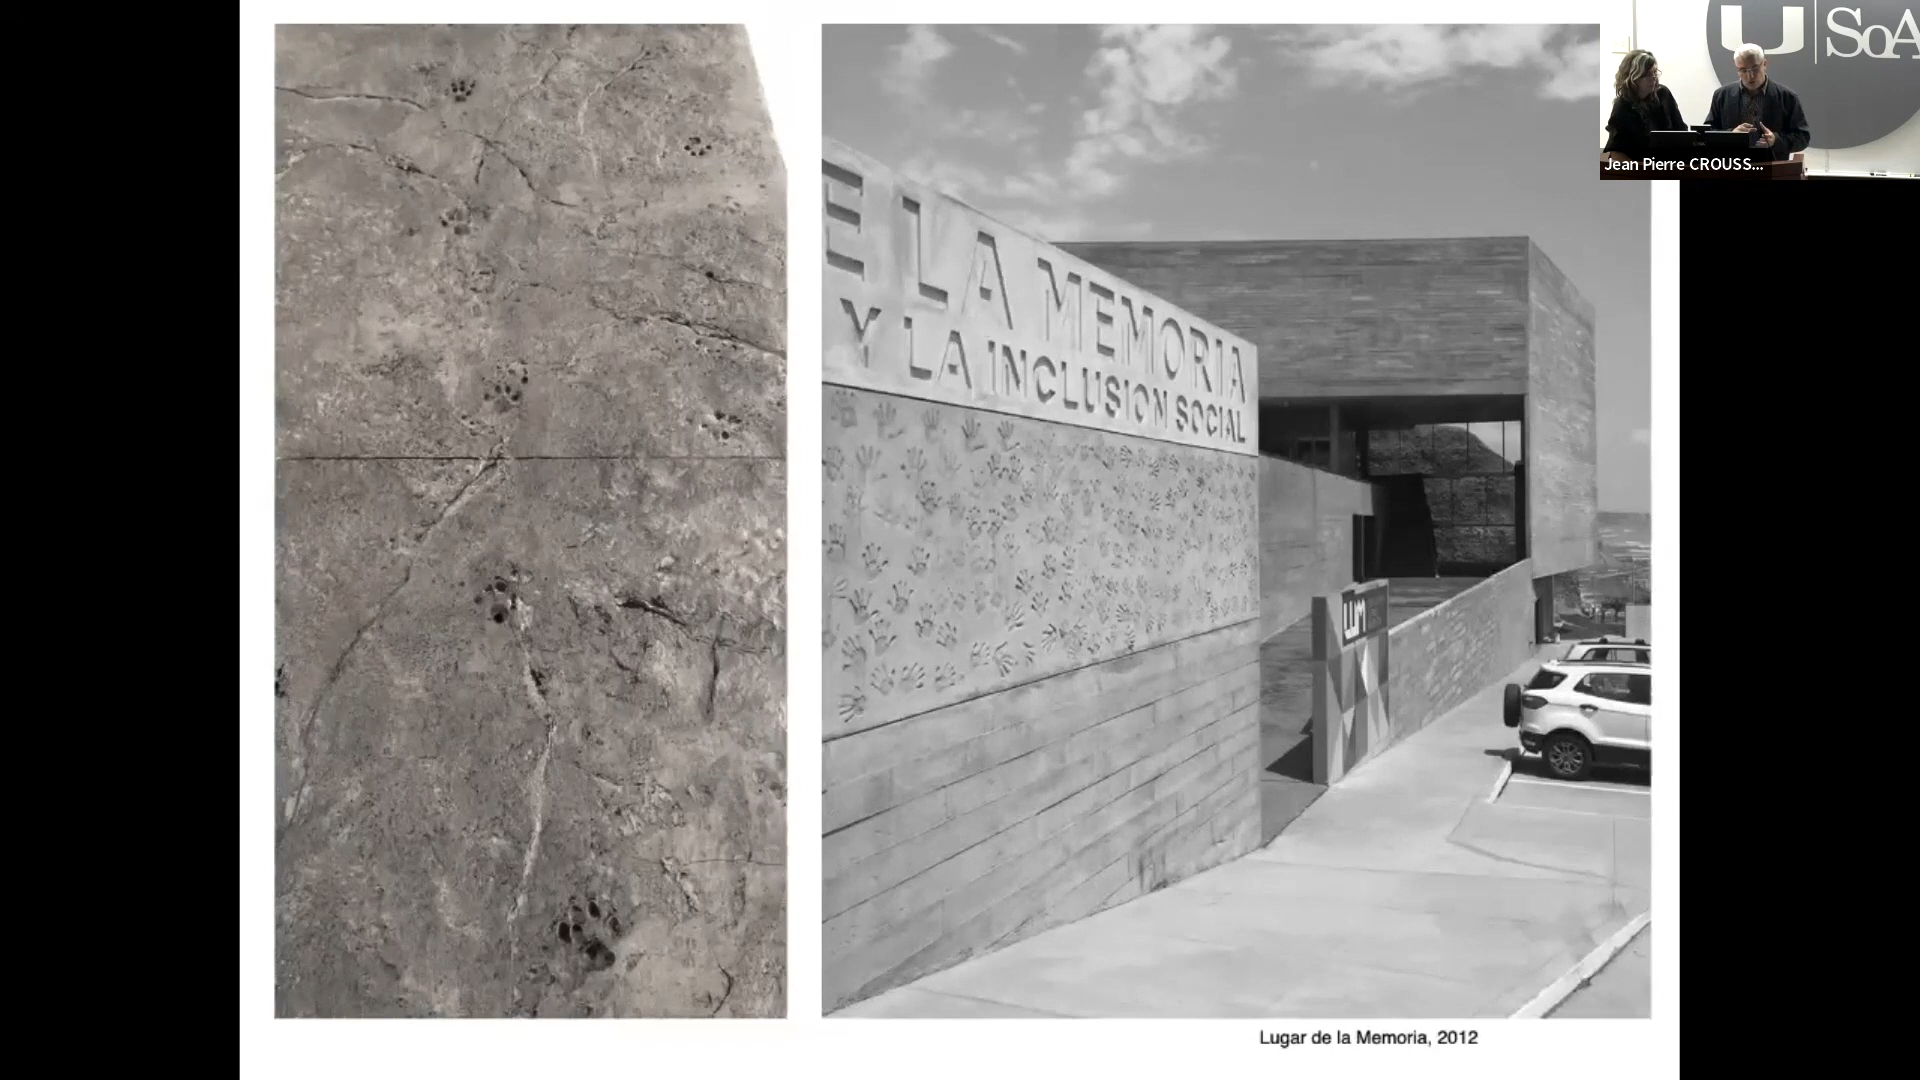 U SoA
Jean Pierre CROUSS...
E LA MEMORIA
Y LA INCLUSION SOCIAL
LUM
Lugar de la Memoria, 2012